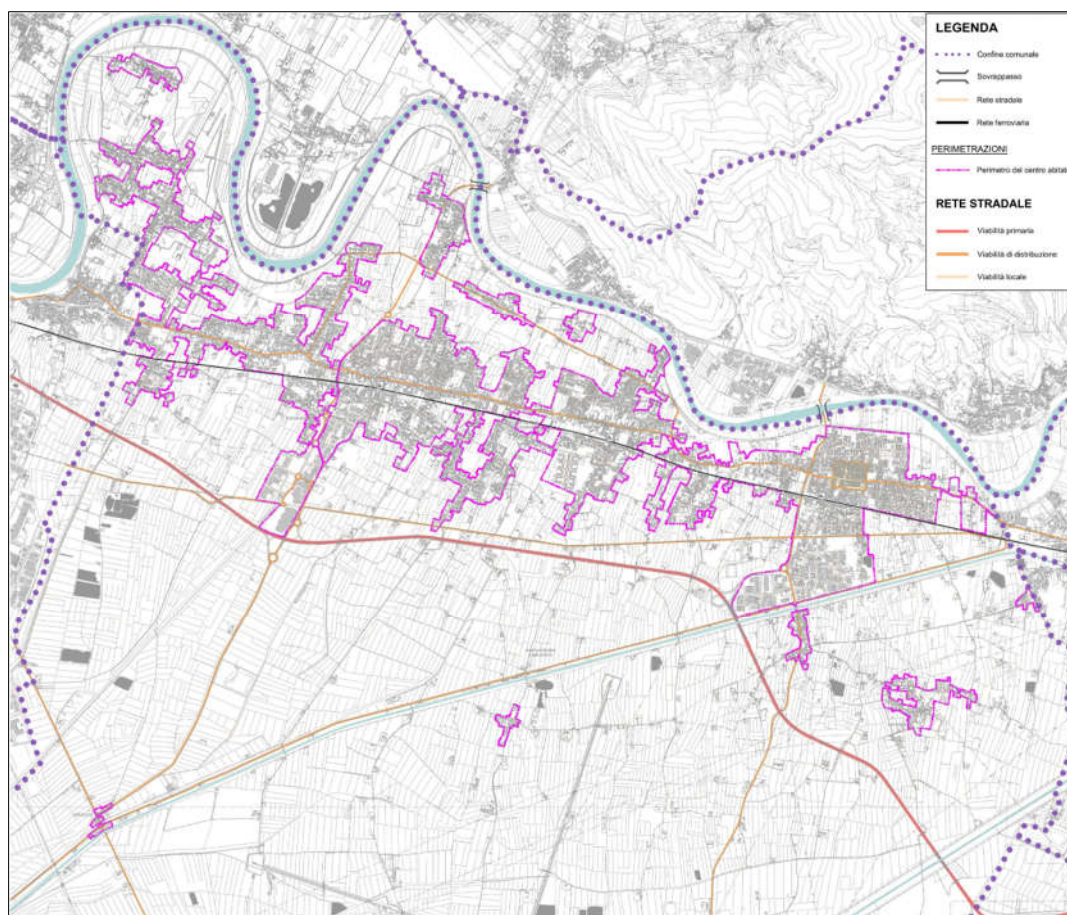 LEGENDA
Confine comunale
Sovrappasso
Rete stradale
Rete ferroviaria
PERIMETRAZIONI
Perimetro del centro abitat
RETE STRADALE
Viabilità primaria
Viabilità di distribuzione
Viabilità locale